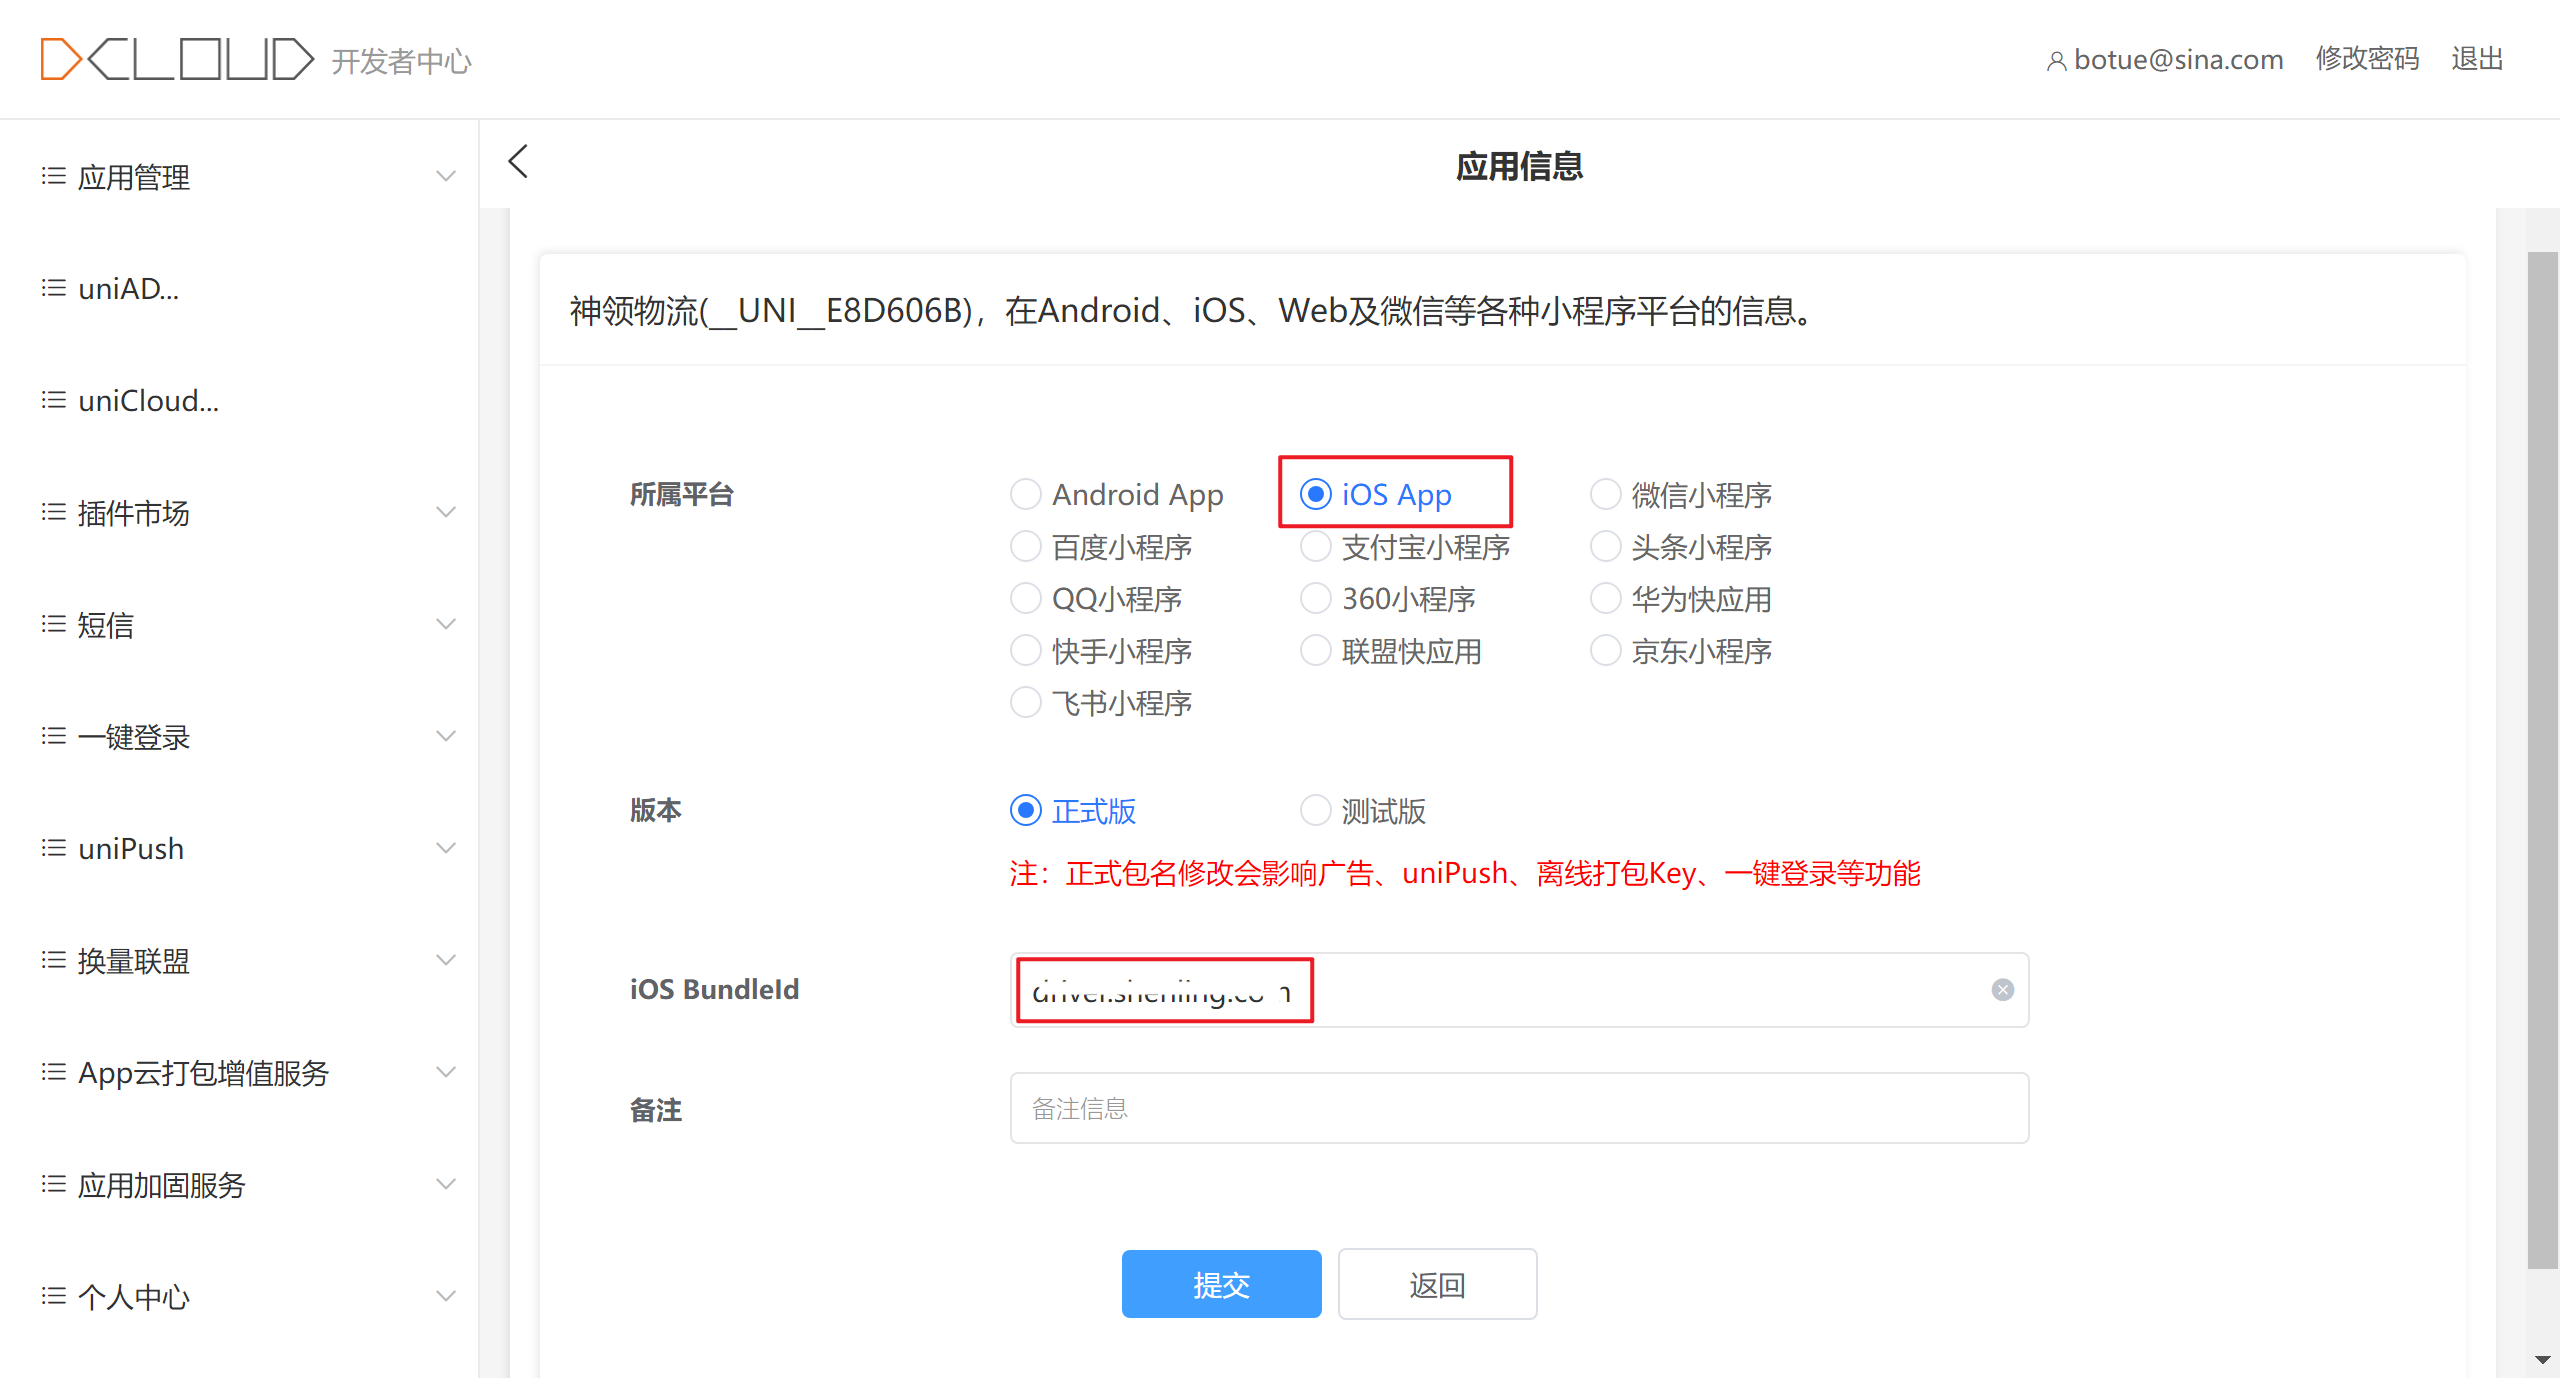 DCLOUD 开发者中心
botue@sina.com 修改密码 退出
应用管理
uniAD...
uniCloud...
插件市场
短信
一键登录
uniPush
换量联盟
App云打包增值服务
应用加固服务
个人中心
应用信息
神领物流(__UNI__E8D606B)，在Android、iOS、Web及微信等各种小程序平台的信息。
所属平台
Android App iOS App 微信小程序
百度小程序 支付宝小程序 头条小程序
QQ小程序 360小程序 华为快应用
快手小程序 联盟快应用 京东小程序
飞书小程序
版本 正式版 测试版
注：正式包名修改会影响广告、uniPush、离线打包Key、一键登录等功能
iOS BundleId
备注 备注信息
提交 返回